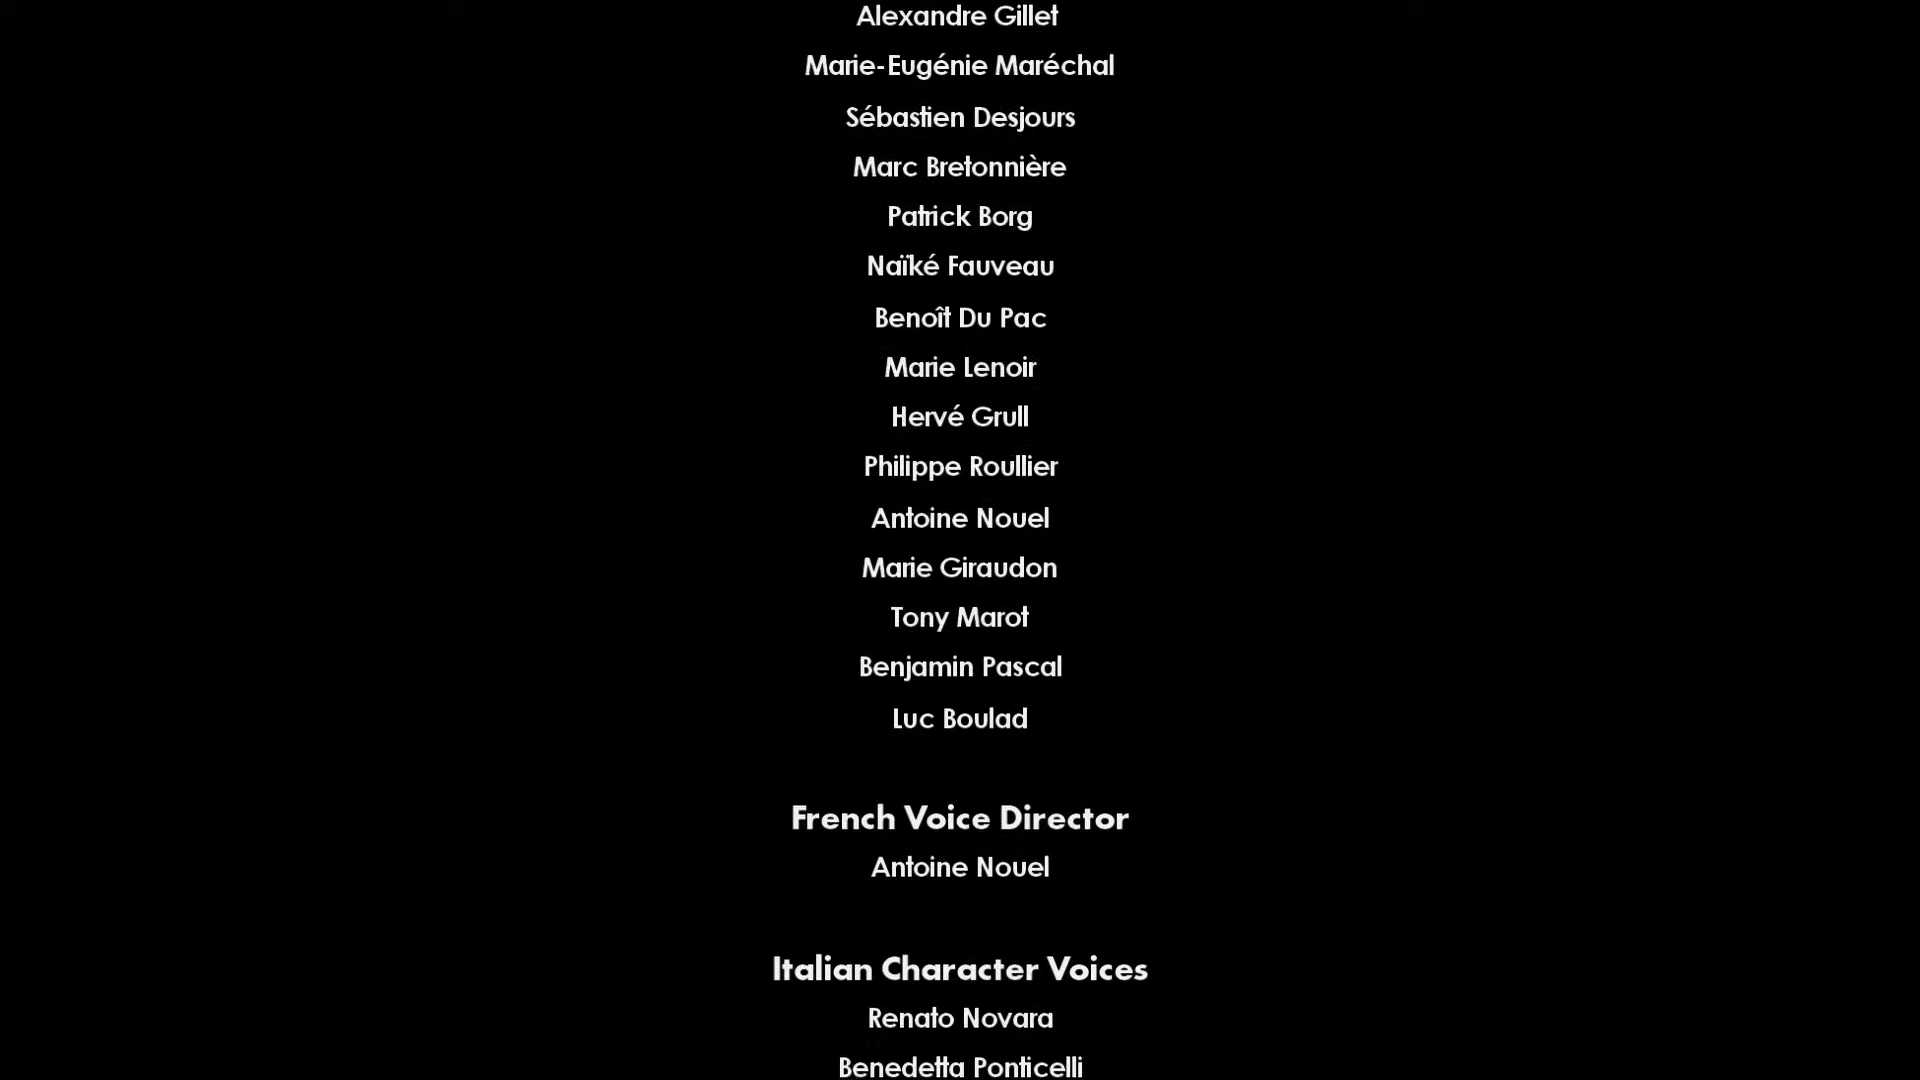 Alexandre Gillet
Marie-Eugénie Maréchal
Sébastien Desjours
Marc Bretonnière
Patrick Borg
Naïké Fauveau
Benoît Du Pac
Marie Lenoir
Hervé Grull
Philippe Roullier
Antoine Nouel
Marie Giraudon
Tony Marot
Benjamin Pascal
Luc Boulad
French Voice Director
Antoine Nouel
Italian Character Voices
Renato Novara
Benedetta Ponticelli